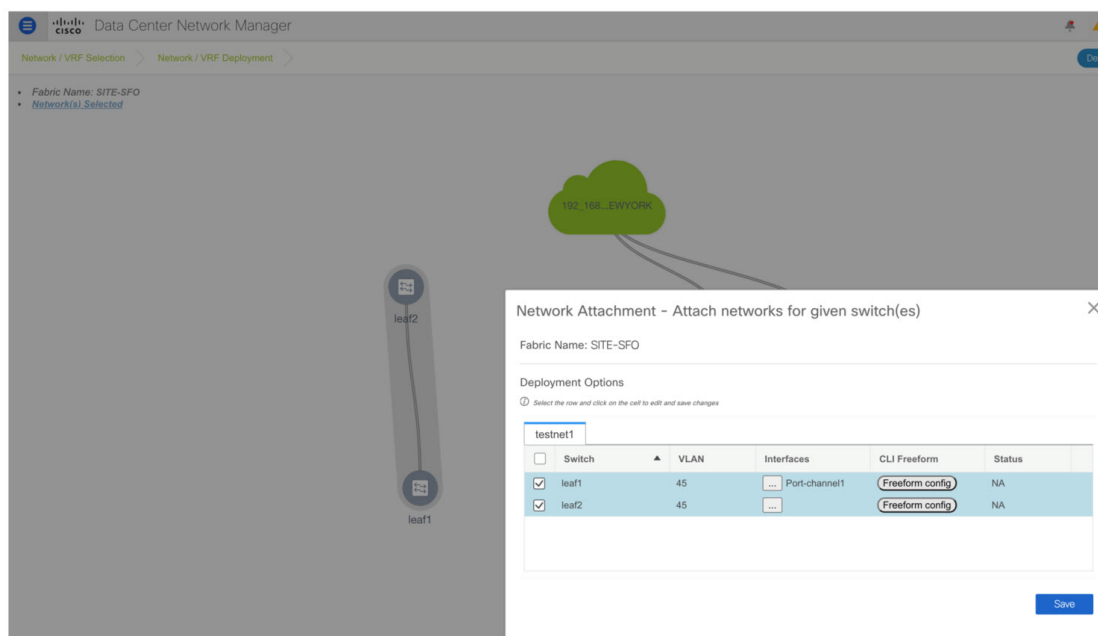 cisco Data Center Network Manager
Network / VRF Selection Network / VRF Deployment
De
• Fabric Name: SITE-SFO
• Network(s) Selected
192_168...EWYORK
leaf2
leaf1
Network Attachment - Attach networks for given switch(es)
Fabric Name: SITE-SFO
Deployment Options
Select the row and click on the cell to edit and save changes
testnet1
Switch VLAN Interfaces CLI Freeform Status
leaf1 45 ... Port-channel1 Freeform config NA
leaf2 45 ... Freeform config NA
Save